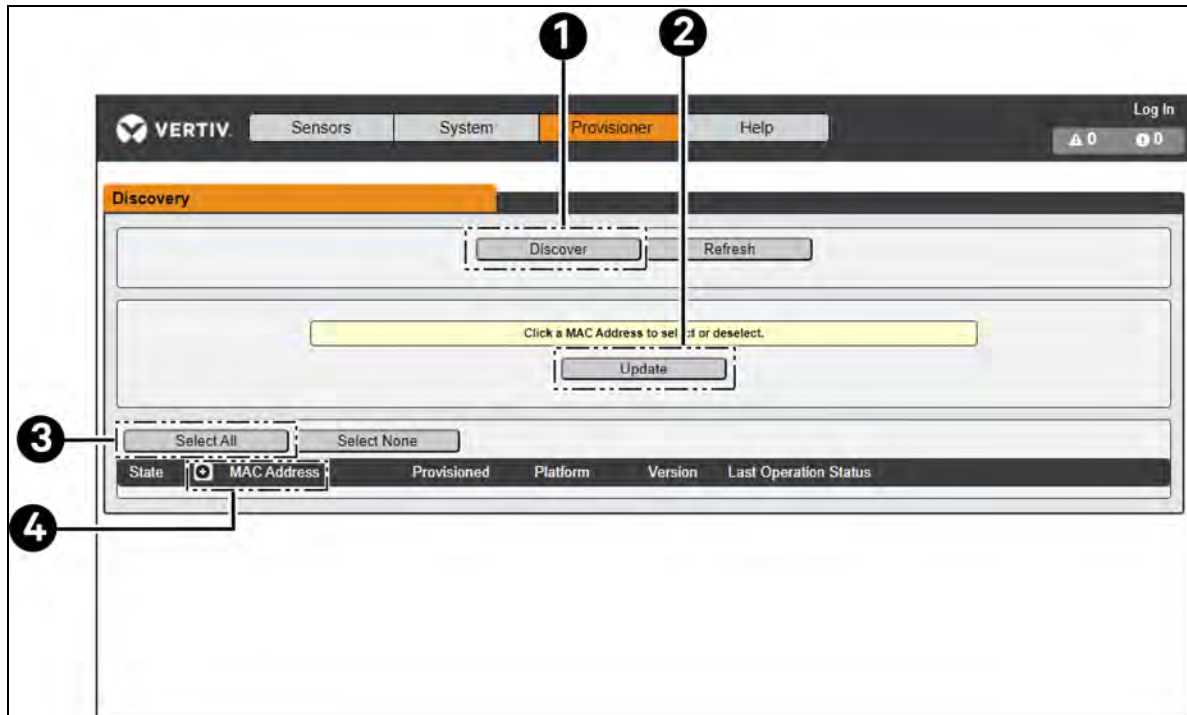 1 2
Log In
VERTIV. Sensors System Provisioner Help
0 0
Discovery
Discover Refresh
Click a MAC Address to select or deselect.
Update
3 Select All Select None
State MAC Address Provisioned Platform Version Last Operation Status
4